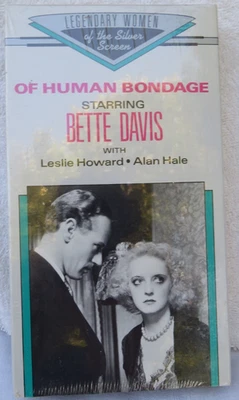 LEGENDARY WOMEN
of the Silver
Screen
OF HUMAN BONDAGE
STARRING
BETTE DAVIS
WITH
Leslie Howard • Alan Hale